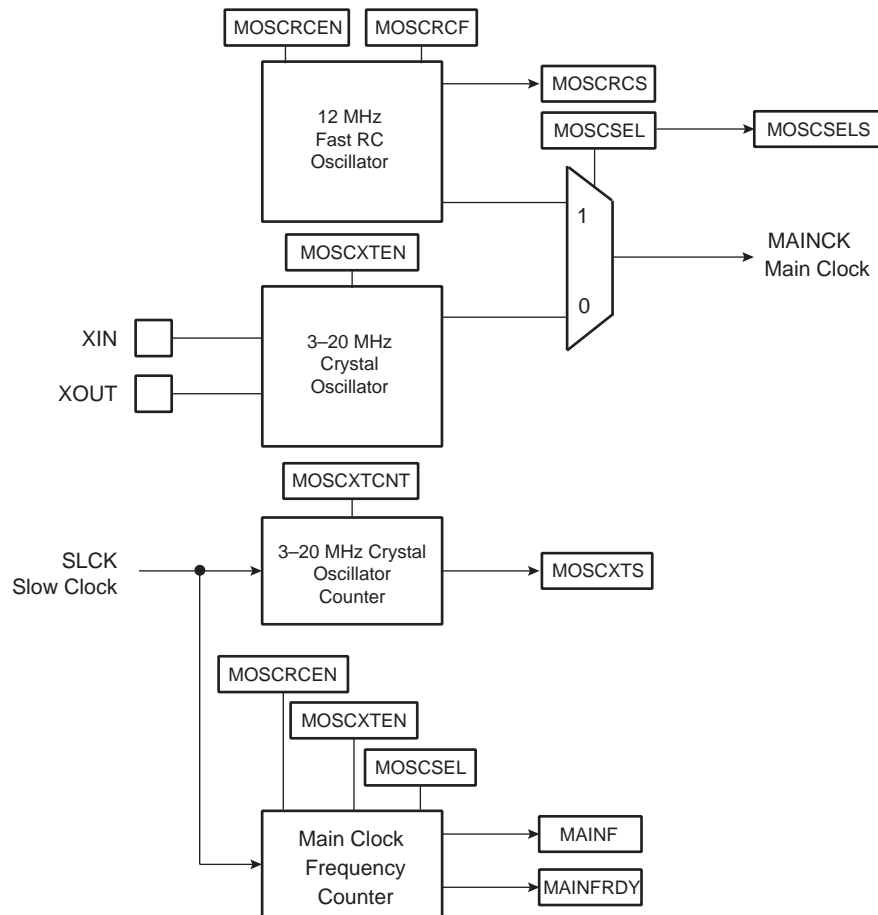 MOSCRCEN
MOSCRCF
12 MHz
Fast RC
Oscillator
MOSCRCS
MOSCSEL
MOSCSELS
1
0
MAINCK
Main Clock
MOSCXTEN
XIN
XOUT
3–20 MHz
Crystal
Oscillator
MOSCXTCNT
SLCK
Slow Clock
3–20 MHz Crystal
Oscillator
Counter
MOSCXTS
MOSCRCEN
MOSCXTEN
MOSCSEL
Main Clock
Frequency
Counter
MAINF
MAINFRDY